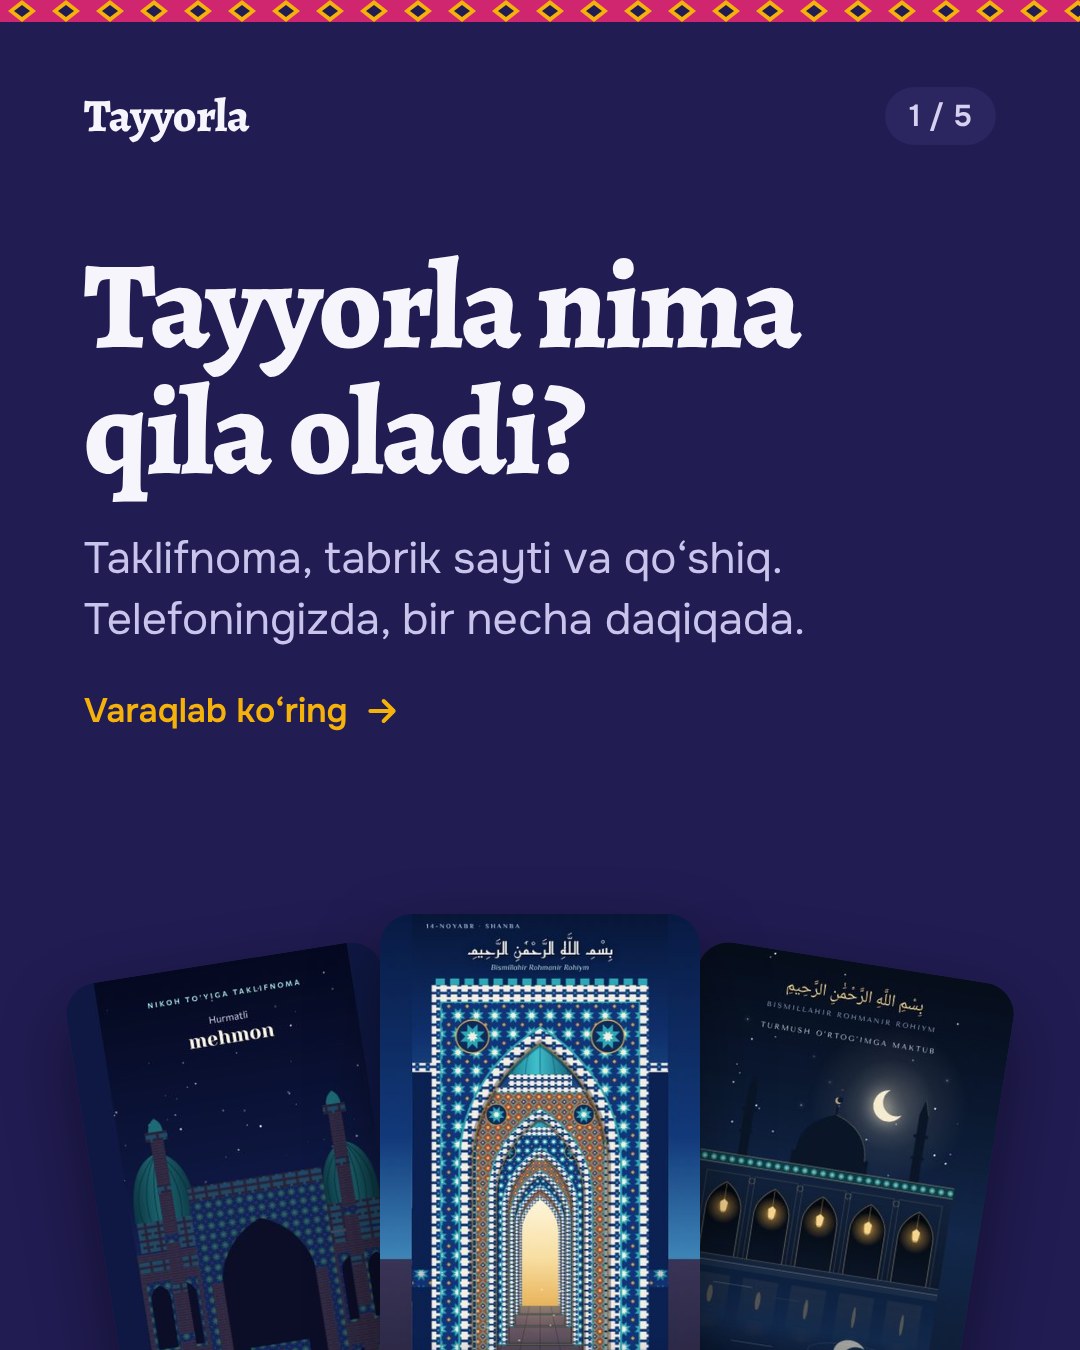 Tayyorla
1 / 5
Tayyorla nima
qila oladi?
Taklifnoma, tabrik sayti va qo‘shiq.
Telefoningizda, bir necha daqiqada.
Varaqlab ko‘ring →
NIKOH TO'YIGA TAKLIFNOMA
Hurmatli
mehmon
14-NOYABR · SHANBA
بِسْمِ اللَّهِ الرَّحْمَٰنِ الرَّحِيمِ
Bismillahir Rohmanir Rohiym
بِسْمِ اللَّهِ الرَّحْمَٰنِ الرَّحِيمِ
BISMILLAHIR ROHMANIR ROHIYM
TURMUSH O'RTOG'IMGA MAKTUB